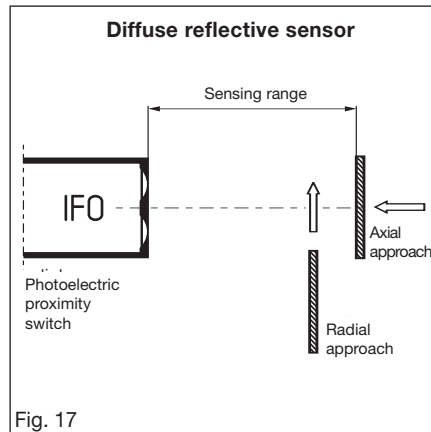 Diffuse reflective sensor
Sensing range
IFO
Axial
approach
Photoelectric
proximity
switch
Radial
approach
Fig. 17